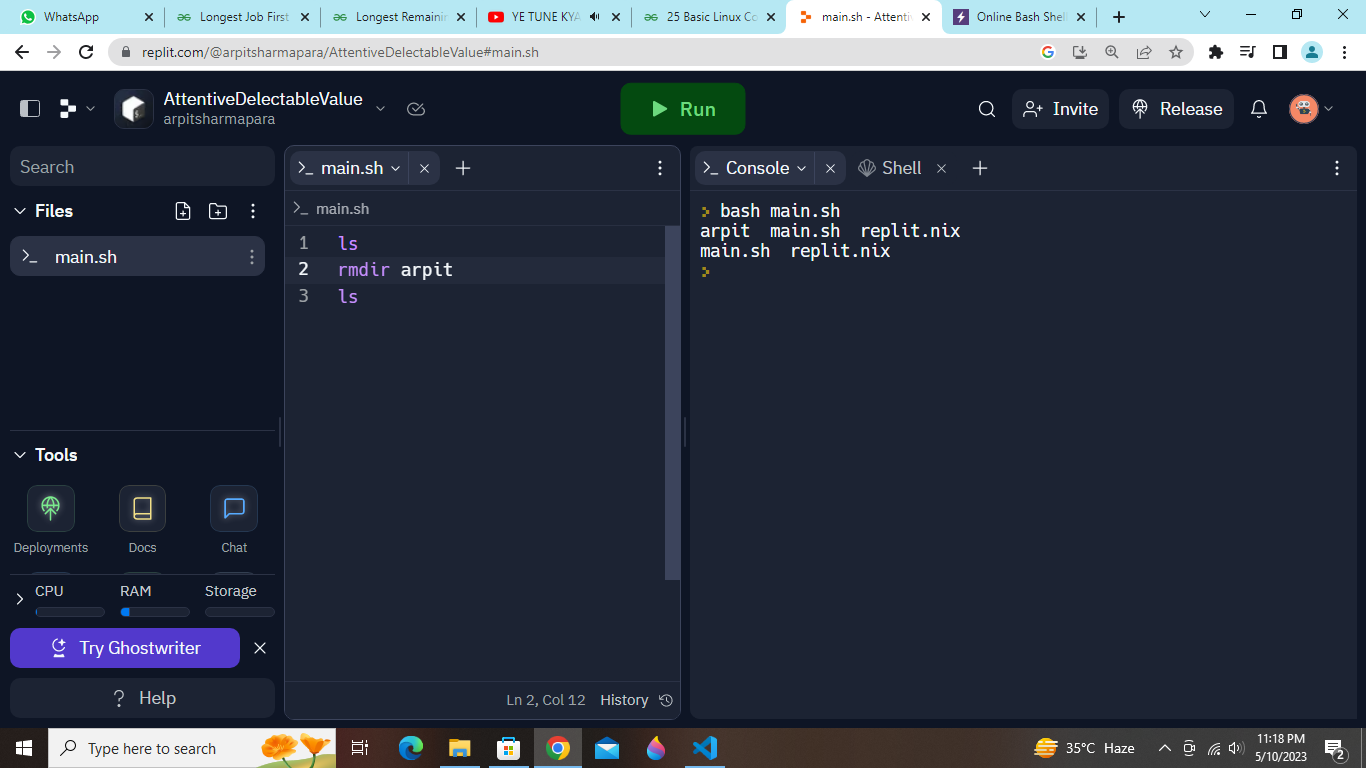 WhatsApp
Longest Job First
Longest Remainin
YE TUNE KYA
25 Basic Linux Co
main.sh - Attentiv
Online Bash Shell
replit.com/@arpitsharmapara/AttentiveDelectableValue#main.sh
AttentiveDelectableValue
arpitsharmapara
Run
Invite
Release
Search
Files
main.sh
Tools
Deployments
Docs
Chat
CPU
RAM
Storage
Try Ghostwriter
Help
main.sh
main.sh
1 ls
2 rmdir arpit
3 ls
Ln 2, Col 12 History
Console
Shell
bash main.sh
arpit main.sh replit.nix
main.sh replit.nix
Type here to search
35°C Haze
11:18 PM
5/10/2023
2